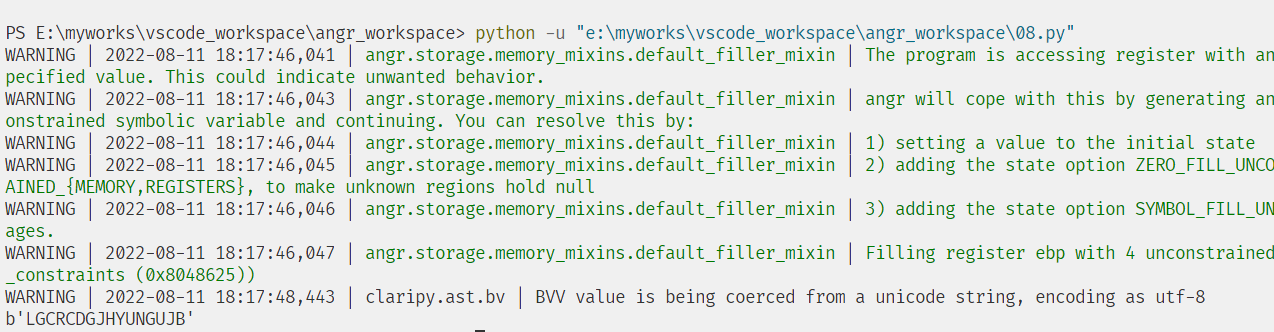 PS E:\myworks\vscode_workspace\angr_workspace> python -u "e:\myworks\vscode_workspace\angr_workspace\08.py"
WARNING | 2022-08-11 18:17:46,041 | angr.storage.memory_mixins.default_filler_mixin | The program is accessing register with an
pecified value. This could indicate unwanted behavior.
WARNING | 2022-08-11 18:17:46,043 | angr.storage.memory_mixins.default_filler_mixin | angr will cope with this by generating an
onstrained symbolic variable and continuing. You can resolve this by:
WARNING | 2022-08-11 18:17:46,044 | angr.storage.memory_mixins.default_filler_mixin | 1) setting a value to the initial state
WARNING | 2022-08-11 18:17:46,045 | angr.storage.memory_mixins.default_filler_mixin | 2) adding the state option ZERO_FILL_UNCO
AINED_{MEMORY,REGISTERS}, to make unknown regions hold null
WARNING | 2022-08-11 18:17:46,046 | angr.storage.memory_mixins.default_filler_mixin | 3) adding the state option SYMBOL_FILL_UN
ages.
WARNING | 2022-08-11 18:17:46,047 | angr.storage.memory_mixins.default_filler_mixin | Filling register ebp with 4 unconstrained
_constraints (0x8048625))
WARNING | 2022-08-11 18:17:48,443 | claripy.ast.bv | BVV value is being coerced from a unicode string, encoding as utf-8
b'LGCRCDGJHYUNGUJB'